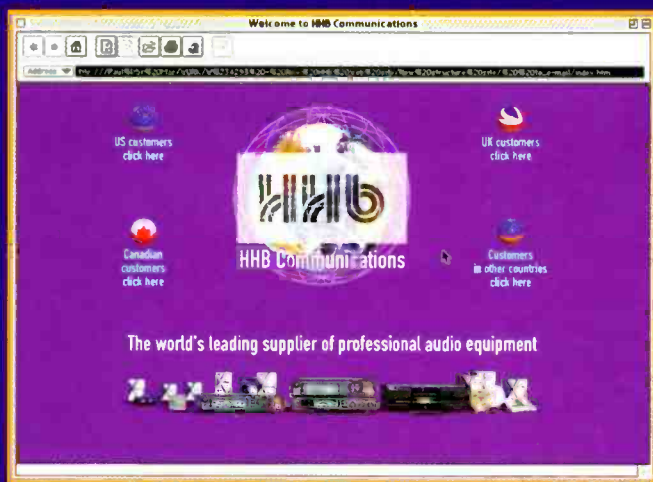 Welcome to HHB Communications
Address
US customers
click here
UK customers
click here
HHB
HHB Communications
Canadian
customers
click here
Customers
in other countries
click here
The world's leading supplier of professional audio equipment